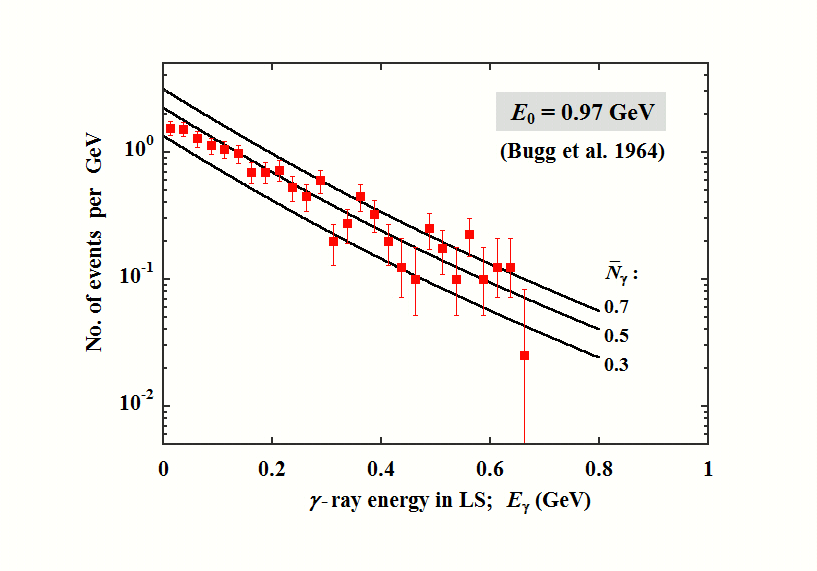 E₀ = 0.97 GeV
(Bugg et al. 1964)
No. of events per GeV
10⁰
10⁻¹
10⁻²
N̄γ :
0.7
0.5
0.3
0 0.2 0.4 0.6 0.8 1
γ-ray energy in LS; Eγ (GeV)